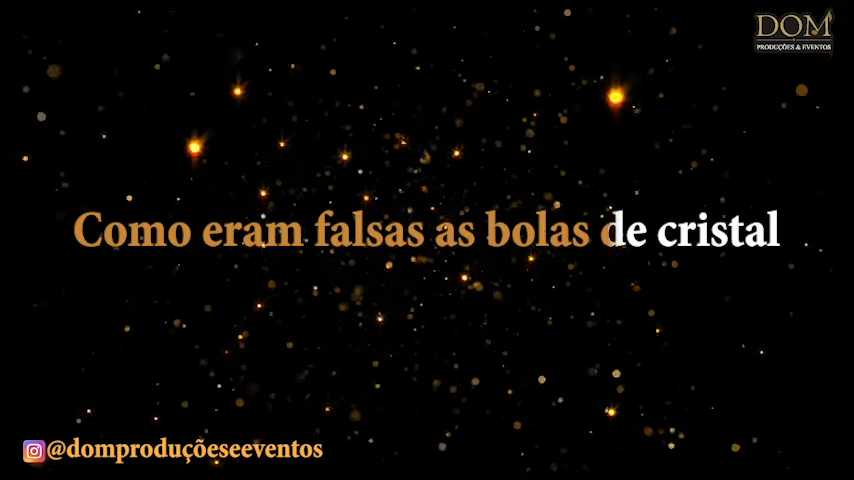 DOM
PRODUÇÕES & EVENTOS
Como eram falsas as bolas de cristal
@domproduçõeseeventos